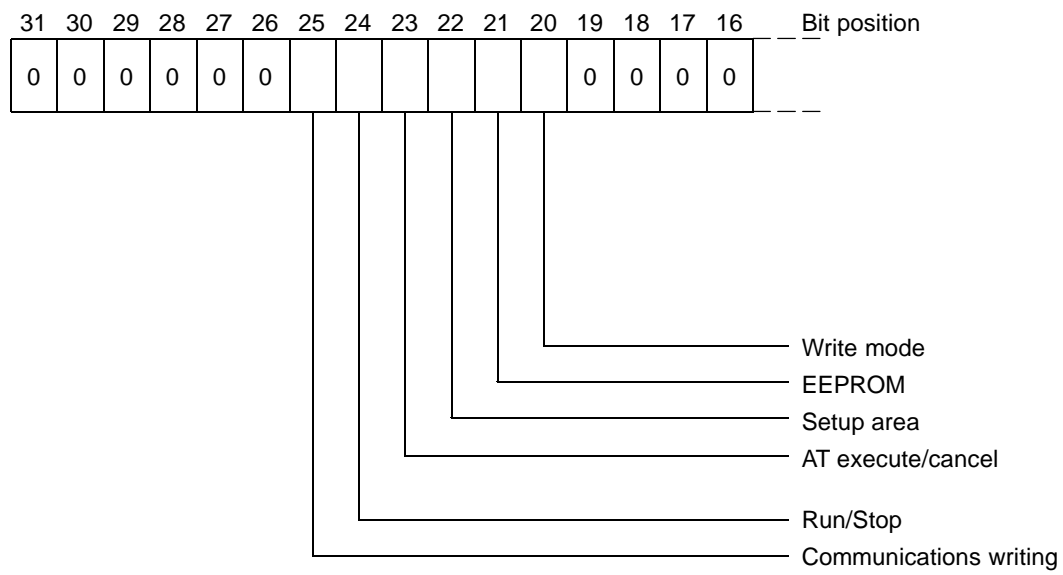 31 30 29 28 27 26 25 24 23 22 21 20 19 18 17 16 Bit position
0 0 0 0 0 0 0 0 0 0
Write mode
EEPROM
Setup area
AT execute/cancel
Run/Stop
Communications writing